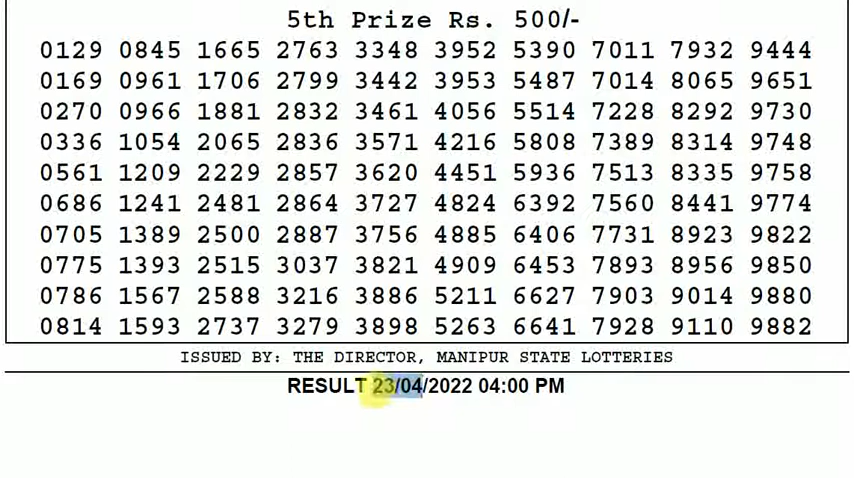 5th Prize Rs. 500/-
0129 0845 1665 2763 3348 3952 5390 7011 7932 9444
0169 0961 1706 2799 3442 3953 5487 7014 8065 9651
0270 0966 1881 2832 3461 4056 5514 7228 8292 9730
0336 1054 2065 2836 3571 4216 5808 7389 8314 9748
0561 1209 2229 2857 3620 4451 5936 7513 8335 9758
0686 1241 2481 2864 3727 4824 6392 7560 8441 9774
0705 1389 2500 2887 3756 4885 6406 7731 8923 9822
0775 1393 2515 3037 3821 4909 6453 7893 8956 9850
0786 1567 2588 3216 3886 5211 6627 7903 9014 9880
0814 1593 2737 3279 3898 5263 6641 7928 9110 9882
ISSUED BY: THE DIRECTOR, MANIPUR STATE LOTTERIES
RESULT 23/04/2022 04:00 PM